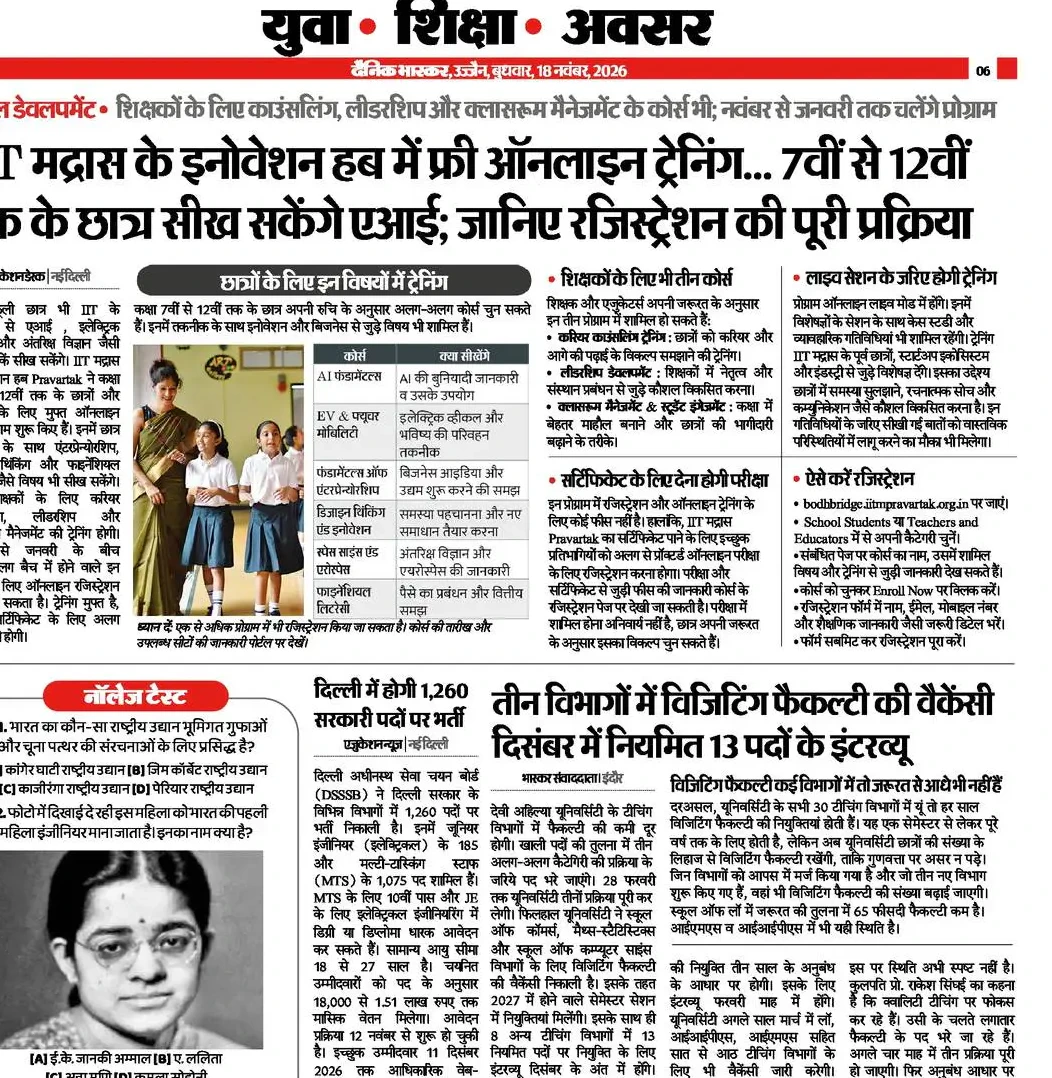 युवा • शिक्षा • अवसर
दैनिक भास्कर, उज्जैन, बुधवार, 18 नवंबर, 2026
06
डेवलपमेंट • शिक्षकों के लिए काउंसलिंग, लीडरशिप और क्लासरूम मैनेजमेंट के कोर्स भी; नवंबर से जनवरी तक चलेंगे प्रोग्राम
मद्रास के इनोवेशन हब में फ्री ऑनलाइन ट्रेनिंग... 7वीं से 12वीं
के छात्र सीख सकेंगे एआई; जानिए रजिस्ट्रेशन की पूरी प्रक्रिया
नई दिल्ली
छात्र भी IIT के
से एआई , इलेक्ट्रिक
और अंतरिक्ष विज्ञान जैसी
सीख सकेंगे। IIT मद्रास
हब Pravartak ने कक्षा
12वीं तक के छात्रों और
के लिए मुफ्त ऑनलाइन
शुरू किए हैं। इनमें छात्र
के साथ एंटरप्रेन्योरशिप,
थिंकिंग और फाइनेंशियल
जैसे विषय भी सीख सकेंगे।
के लिए करियर
लीडरशिप और
मैनेजमेंट की ट्रेनिंग होगी।
से जनवरी के बीच
बैच में होने वाले इन
लिए ऑनलाइन रजिस्ट्रेशन
सकता है। ट्रेनिंग मुफ्त है,
सर्टिफिकेट के लिए अलग
होगी।
छात्रों के लिए इन विषयों में ट्रेनिंग
कक्षा 7वीं से 12वीं तक के छात्र अपनी रुचि के अनुसार अलग-अलग कोर्स चुन सकते
हैं। इनमें तकनीक के साथ इनोवेशन और बिजनेस से जुड़े विषय भी शामिल हैं।
कोर्स क्या सीखेंगे
AI फंडामेंटल्स AI की बुनियादी जानकारी
व उसके उपयोग
EV & फ्यूचर इलेक्ट्रिक व्हीकल और
मोबिलिटी भविष्य की परिवहन
तकनीक
फंडामेंटल्स ऑफ बिजनेस आइडिया और
एंटरप्रेन्योरशिप उद्यम शुरू करने की समझ
डिजाइन थिंकिंग समस्या पहचानना और नए
एंड इनोवेशन समाधान तैयार करना
स्पेस साइंस एंड अंतरिक्ष विज्ञान और
एरोस्पेस एयरोस्पेस की जानकारी
फाइनेंशियल पैसे का प्रबंधन और वित्तीय
लिटरेसी समझ
ध्यान दें: एक से अधिक प्रोग्राम में भी रजिस्ट्रेशन किया जा सकता है। कोर्स की तारीख और
उपलब्ध सीटों की जानकारी पोर्टल पर देखें।
• शिक्षकों के लिए भी तीन कोर्स
शिक्षक और एजुकेटर्स अपनी जरूरत के अनुसार
इन तीन प्रोग्राम में शामिल हो सकते हैं:
• करियर काउंसलिंग ट्रेनिंग : छात्रों को करियर और
आगे की पढ़ाई के विकल्प समझाने की ट्रेनिंग।
• लीडरशिप डेवलपमेंट : शिक्षकों में नेतृत्व और
संस्थान प्रबंधन से जुड़े कौशल विकसित करना।
• क्लासरूम मैनेजमेंट & स्टूडेंट इंगेजमेंट : कक्षा में
बेहतर माहौल बनाने और छात्रों की भागीदारी
बढ़ाने के तरीके।
• सर्टिफिकेट के लिए देना होगी परीक्षा
इन प्रोग्राम में रजिस्ट्रेशन और ऑनलाइन ट्रेनिंग के
लिए कोई फीस नहीं है। हालांकि, IIT मद्रास
Pravartak का सर्टिफिकेट पाने के लिए इच्छुक
प्रतिभागियों को अलग से प्रॉक्टर्ड ऑनलाइन परीक्षा
के लिए रजिस्ट्रेशन करना होगा। परीक्षा और
सर्टिफिकेट से जुड़ी फीस की जानकारी कोर्स के
रजिस्ट्रेशन पेज पर देखी जा सकती है। परीक्षा में
शामिल होना अनिवार्य नहीं है, छात्र अपनी जरूरत
के अनुसार इसका विकल्प चुन सकते हैं।
• लाइव सेशन के जरिए होगी ट्रेनिंग
प्रोग्राम ऑनलाइन लाइव मोड में होंगे। इनमें
विशेषज्ञों के सेशन के साथ केस स्टडी और
व्यावहारिक गतिविधियां भी शामिल रहेंगी। ट्रेनिंग
IIT मद्रास के पूर्व छात्रों, स्टार्टअप इकोसिस्टम
और इंडस्ट्री से जुड़े विशेषज्ञ देंगे। इसका उद्देश्य
छात्रों में समस्या सुलझाने, रचनात्मक सोच और
कम्युनिकेशन जैसे कौशल विकसित करना है। इन
गतिविधियों के जरिए सीखी गई बातों को वास्तविक
परिस्थितियों में लागू करने का मौका भी मिलेगा।
• ऐसे करें रजिस्ट्रेशन
• bodhbridge.iitmpravartak.org.in पर जाएं।
• School Students या Teachers and
Educators में से अपनी कैटेगरी चुनें।
• संबंधित पेज पर कोर्स का नाम, उसमें शामिल
विषय और ट्रेनिंग से जुड़ी जानकारी देख सकते हैं।
• कोर्स को चुनकर Enroll Now पर क्लिक करें।
• रजिस्ट्रेशन फॉर्म में नाम, ईमेल, मोबाइल नंबर
और शैक्षणिक जानकारी जैसी जरूरी डिटेल भरें।
• फॉर्म सबमिट कर रजिस्ट्रेशन पूरा करें।
नॉलेज टेस्ट
1. भारत का कौन-सा राष्ट्रीय उद्यान भूमिगत गुफाओं
और चूना पत्थर की संरचनाओं के लिए प्रसिद्ध है?
कांगेर घाटी राष्ट्रीय उद्यान [B] जिम कॉर्बेट राष्ट्रीय उद्यान
[C] काजीरंगा राष्ट्रीय उद्यान [D] पेरियार राष्ट्रीय उद्यान
2. फोटो में दिखाई दे रही इस महिला को भारत की पहली
महिला इंजीनियर माना जाता है। इनका नाम क्या है?
[A] ई.के. जानकी अम्माल [B] ए. ललिता
दिल्ली में होगी 1,260
सरकारी पदों पर भर्ती
एजुकेशन न्यूज | नई दिल्ली
दिल्ली अधीनस्थ सेवा चयन बोर्ड
(DSSSB) ने दिल्ली सरकार के
विभिन्न विभागों में 1,260 पदों पर
भर्ती निकाली है। इनमें जूनियर
इंजीनियर (इलेक्ट्रिकल) के 185
और मल्टी-टास्किंग स्टाफ
(MTS) के 1,075 पद शामिल हैं।
MTS के लिए 10वीं पास और JE
के लिए इलेक्ट्रिकल इंजीनियरिंग में
डिग्री या डिप्लोमा धारक आवेदन
कर सकते हैं। सामान्य आयु सीमा
18 से 27 साल है। चयनित
उम्मीदवारों को पद के अनुसार
18,000 से 1.51 लाख रुपए तक
मासिक वेतन मिलेगा। आवेदन
प्रक्रिया 12 नवंबर से शुरू हो चुकी
है। इच्छुक उम्मीदवार 11 दिसंबर
2026 तक आधिकारिक वेब-
तीन विभागों में विजिटिंग फैकल्टी की वैकेंसी
दिसंबर में नियमित 13 पदों के इंटरव्यू
भास्कर संवाददाता। इंदौर
देवी अहिल्या यूनिवर्सिटी के टीचिंग
विभागों में फैकल्टी की कमी दूर
होगी। खाली पदों की तुलना में तीन
अलग-अलग कैटेगिरी की प्रक्रिया के
जरिये पद भरे जाएंगे। 28 फरवरी
तक यूनिवर्सिटी तीनों प्रक्रिया पूरी कर
लेगी। फिलहाल यूनिवर्सिटी ने स्कूल
ऑफ कॉमर्स, मैथ्स-स्टैटिस्टिक्स
और स्कूल ऑफ कम्प्यूटर साइंस
विभागों के लिए विजिटिंग फैकल्टी
की वैकेंसी निकाली है। इसके तहत
2027 में होने वाले सेमेस्टर सेशन
में नियुक्तियां मिलेंगी। इसके साथ ही
8 अन्य टीचिंग विभागों में 13
नियमित पदों पर नियुक्ति के लिए
इंटरव्यू दिसंबर के अंत में होंगे।
विजिटिंग फैकल्टी कई विभागों में तो जरूरत से आधे भी नहीं हैं
दरअसल, यूनिवर्सिटी के सभी 30 टीचिंग विभागों में यूं तो हर साल
विजिटिंग फैकल्टी की नियुक्तियां होती हैं। यह एक सेमेस्टर से लेकर पूरे
वर्ष तक के लिए होती है, लेकिन अब यूनिवर्सिटी छात्रों की संख्या के
लिहाज से विजिटिंग फैकल्टी रखेंगी, ताकि गुणवत्ता पर असर न पड़े।
जिन विभागों को आपस में मर्ज किया गया है और जो तीन नए विभाग
शुरू किए गए हैं, वहां भी विजिटिंग फैकल्टी की संख्या बढ़ाई जाएगी।
स्कूल ऑफ लॉ में जरूरत की तुलना में 65 फीसदी फैकल्टी कम है।
आईएमएस व आईआईपीएस में भी यही स्थिति है।
की नियुक्ति तीन साल के अनुबंध
के आधार पर होगी। इसके लिए
इंटरव्यू फरवरी माह में होंगे।
यूनिवर्सिटी अगले साल मार्च में लॉ,
आईआईपीएस, आईएमएस सहित
सात से आठ टीचिंग विभागों के
लिए भी वैकेंसी जारी करेगी।
इस पर स्थिति अभी स्पष्ट नहीं है।
कुलपति प्रो. राकेश सिंघई का कहना
है कि क्वालिटी टीचिंग पर फोकस
कर रहे हैं। उसी के चलते लगातार
फैकल्टी के पद भरे जा रहे हैं।
अगले चार माह में तीन प्रक्रिया पूरी
हो जाएगी। फिर अनुबंध आधार पर